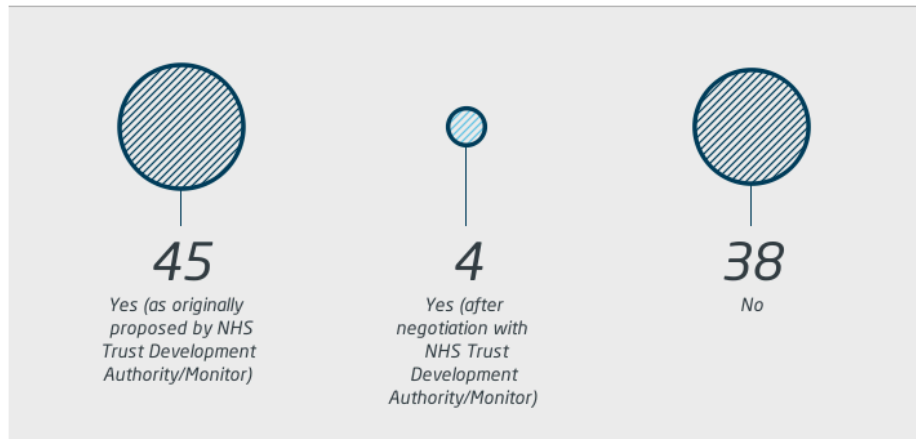 45
Yes (as originally
proposed by NHS
Trust Development
Authority/Monitor)
4
Yes (after
negotiation with
NHS Trust
Development
Authority/Monitor)
38
No